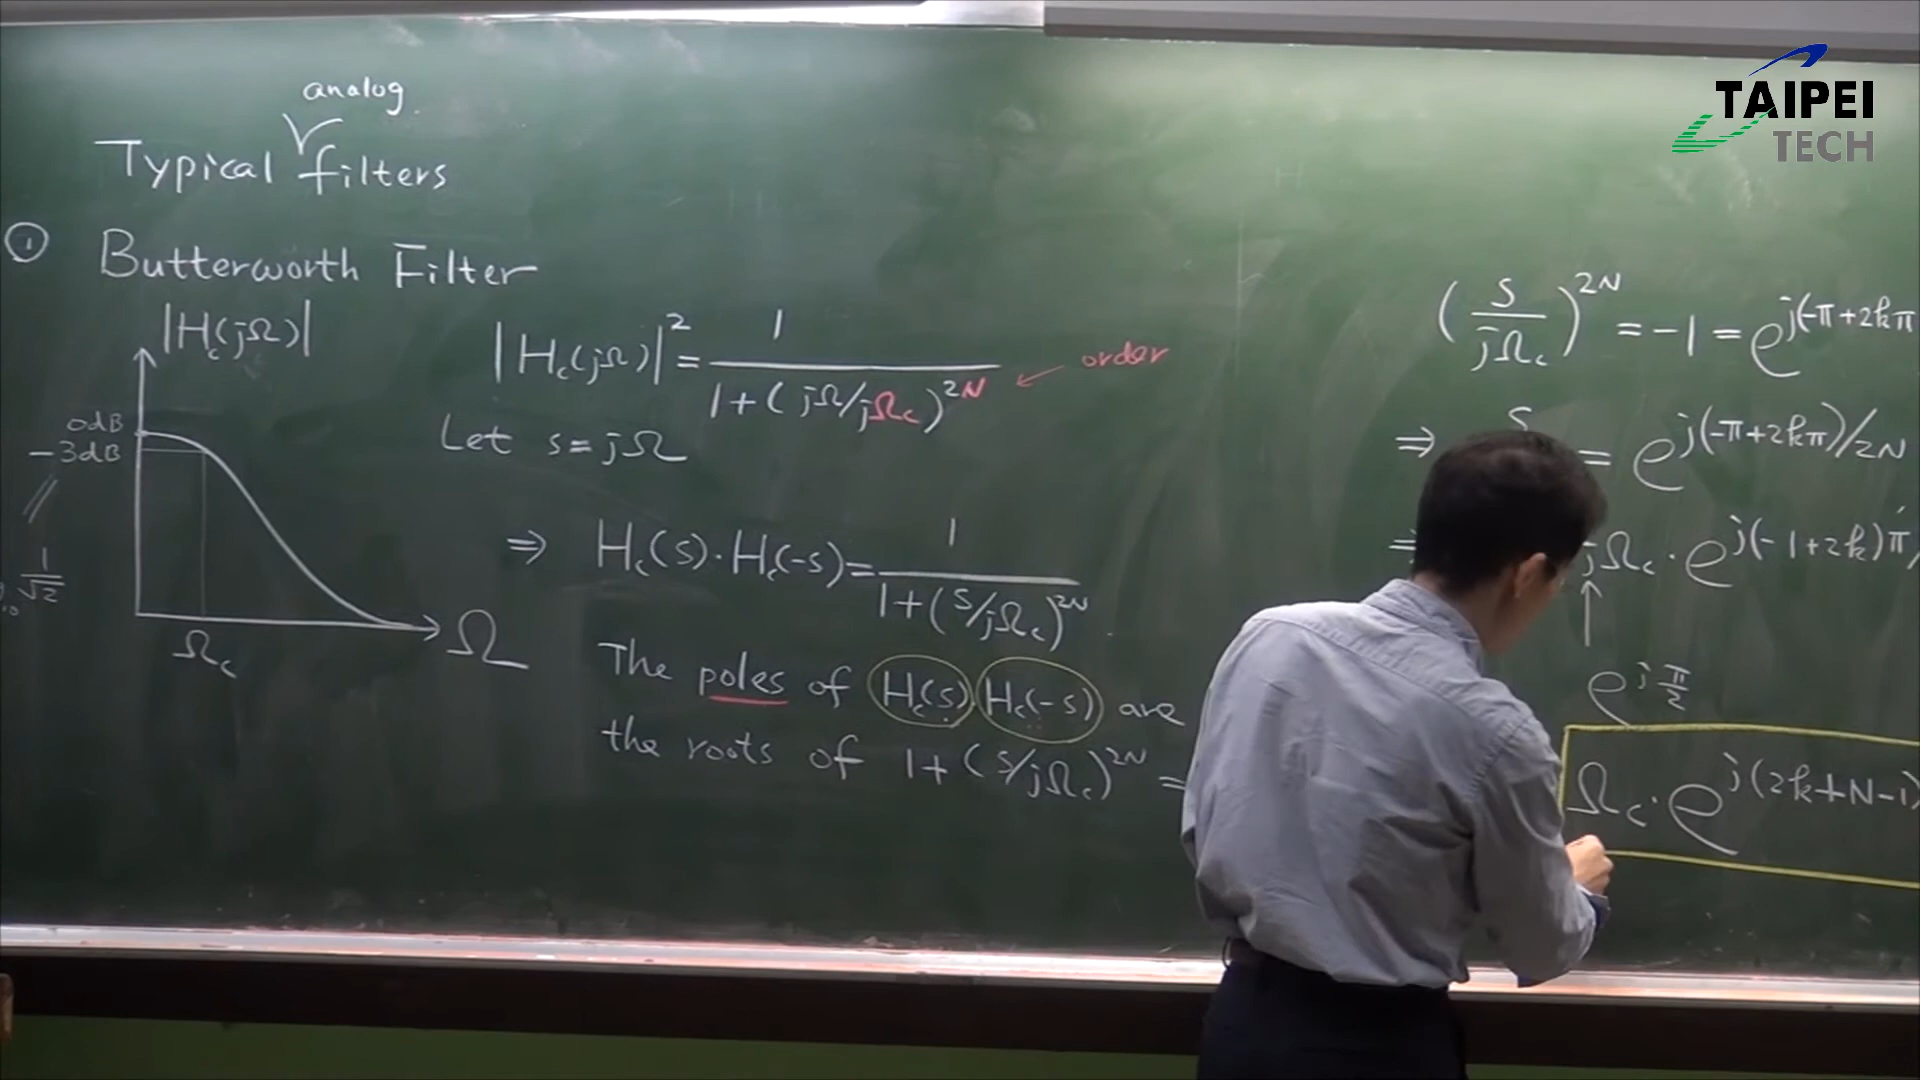 TAIPEI
TECH
analog
Typical filters
① Butterworth Filter
|Hc(jΩ)|
0dB
-3dB
1/√2
Ωc
Ω
|Hc(jΩ)|² = 1 / (1+(jΩ/jΩc)^2N) ← order
Let s=jΩ
⇒ Hc(s)·Hc(-s) = 1 / (1+(s/jΩc)^2N)
The poles of Hc(s) Hc(-s) are
the roots of 1+(s/jΩc)^2N =
(s/jΩc)^2N = -1 = e^j(-π+2kπ
⇒ s = e^j(-π+2kπ)/2N
jΩc·e^j(-1+2k)π/
↑
e^jπ/2
Ωc·e^j(2k+N-1)